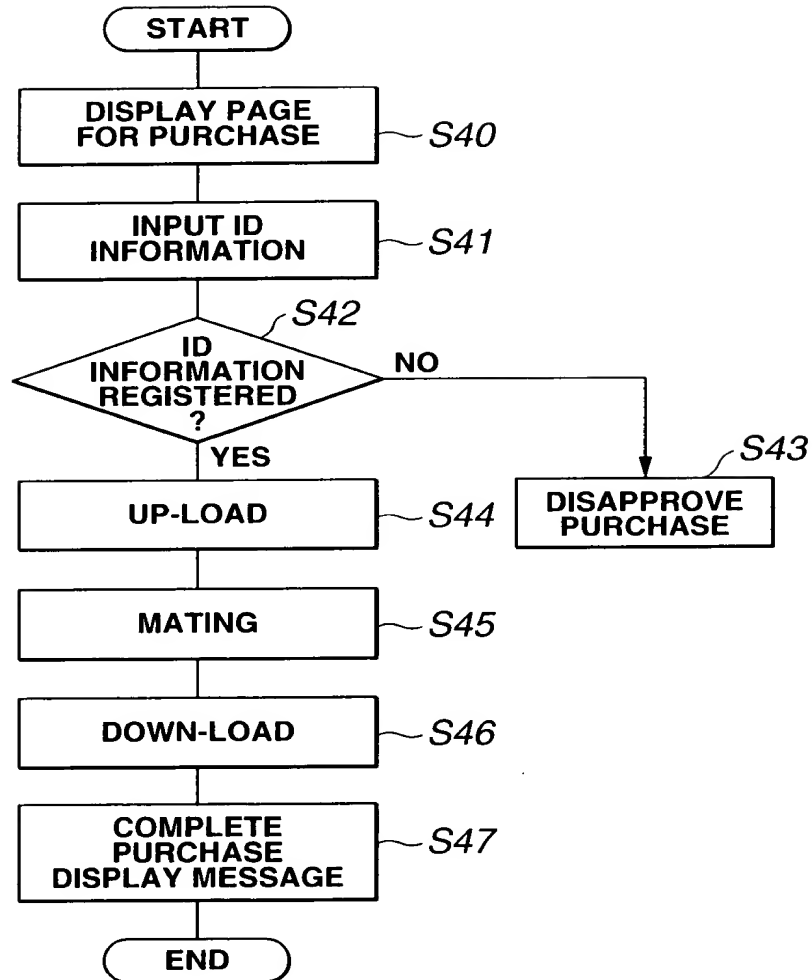 START
DISPLAY PAGE
FOR PURCHASE
S40
INPUT ID
INFORMATION
S41
S42
ID
INFORMATION
REGISTERED
?
NO
YES
S43
DISAPPROVE
PURCHASE
UP-LOAD
S44
MATING
S45
DOWN-LOAD
S46
COMPLETE
PURCHASE
DISPLAY MESSAGE
S47
END